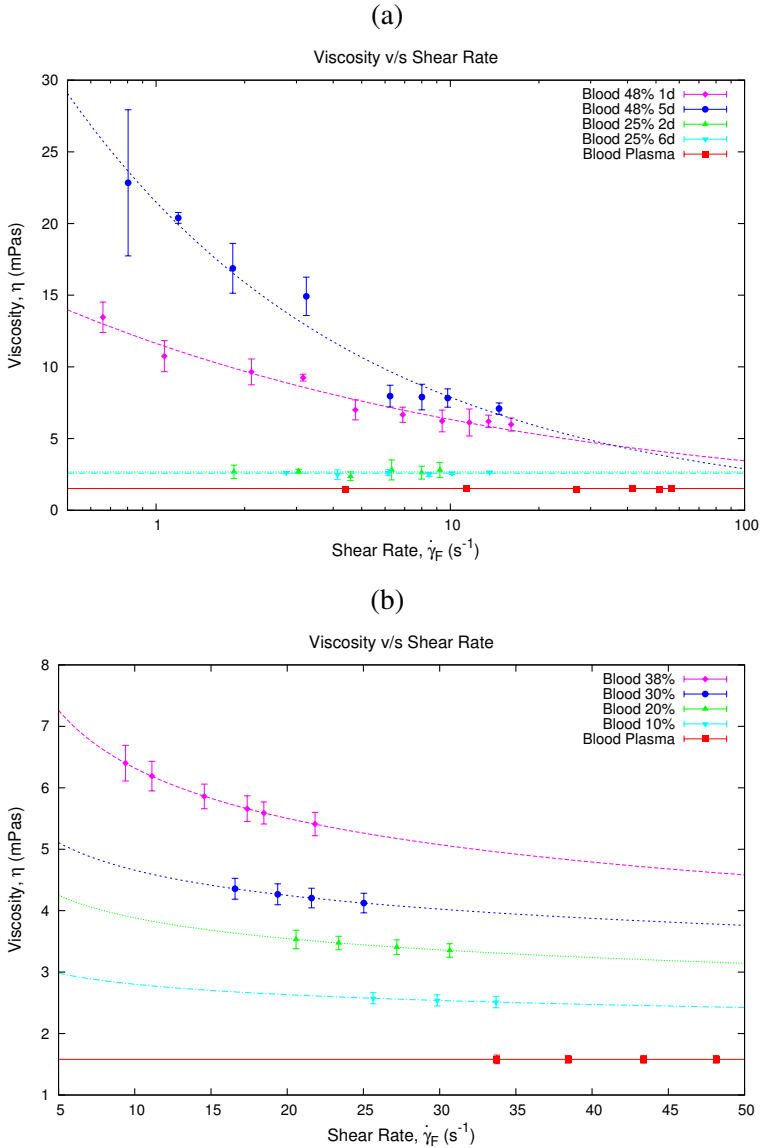 (a)
Viscosity v/s Shear Rate
Blood 48% 1d
Blood 48% 5d
Blood 25% 2d
Blood 25% 6d
Blood Plasma
30
25
20
15
10
5
0
Viscosity, η (mPas)
1 10 100
Shear Rate, γ̇F (s-1)
(b)
Viscosity v/s Shear Rate
Blood 38%
Blood 30%
Blood 20%
Blood 10%
Blood Plasma
8
7
6
5
4
3
2
1
Viscosity, η (mPas)
5 10 15 20 25 30 35 40 45 50
Shear Rate, γ̇F (s-1)